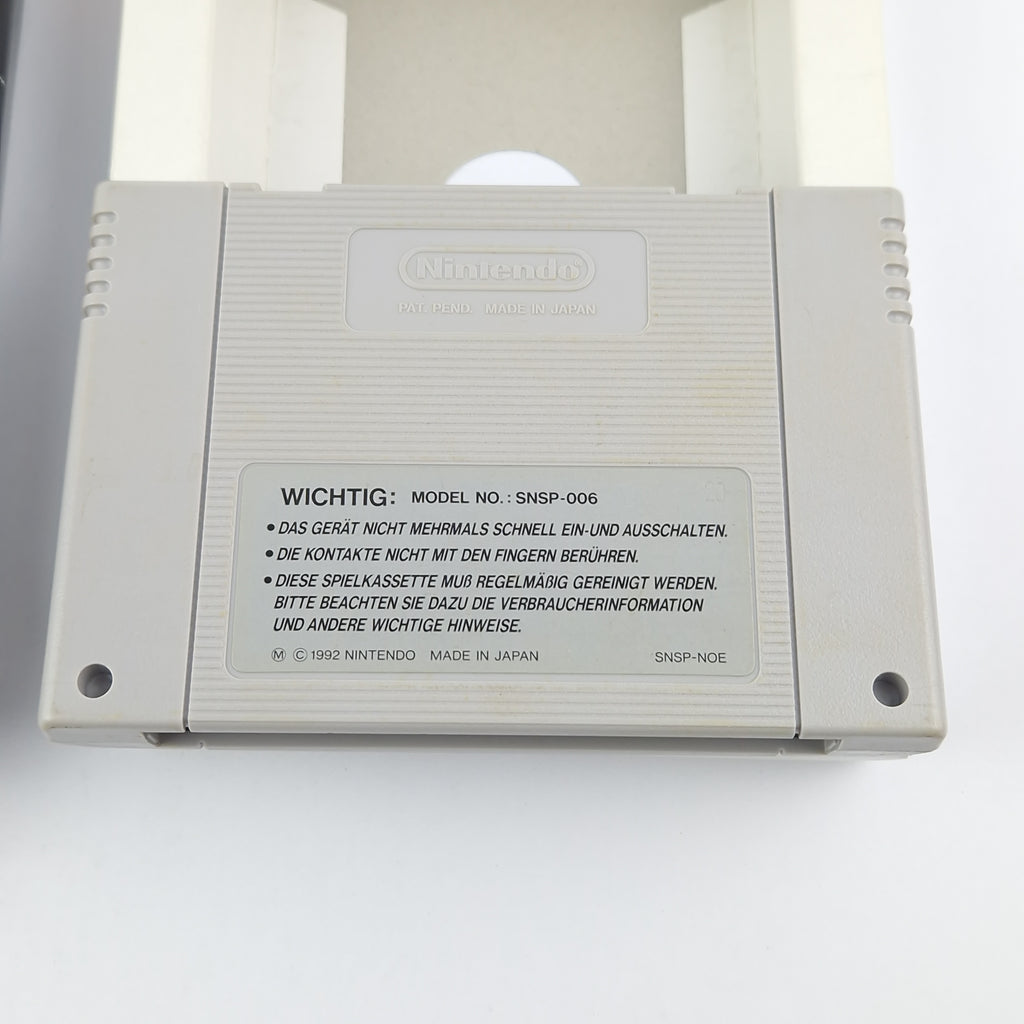 Nintendo®
PAT. PEND. MADE IN JAPAN
WICHTIG: MODEL NO.: SNSP-006
• DAS GERÄT NICHT MEHRMALS SCHNELL EIN-UND AUSSCHALTEN.
• DIE KONTAKTE NICHT MIT DEN FINGERN BERÜHREN.
• DIESE SPIELKASSETTE MUß REGELMÄßIG GEREINIGT WERDEN.
BITTE BEACHTEN SIE DAZU DIE VERBRAUCHERINFORMATION
UND ANDERE WICHTIGE HINWEISE.
Ⓜ © 1992 NINTENDO MADE IN JAPAN SNSP-NOE